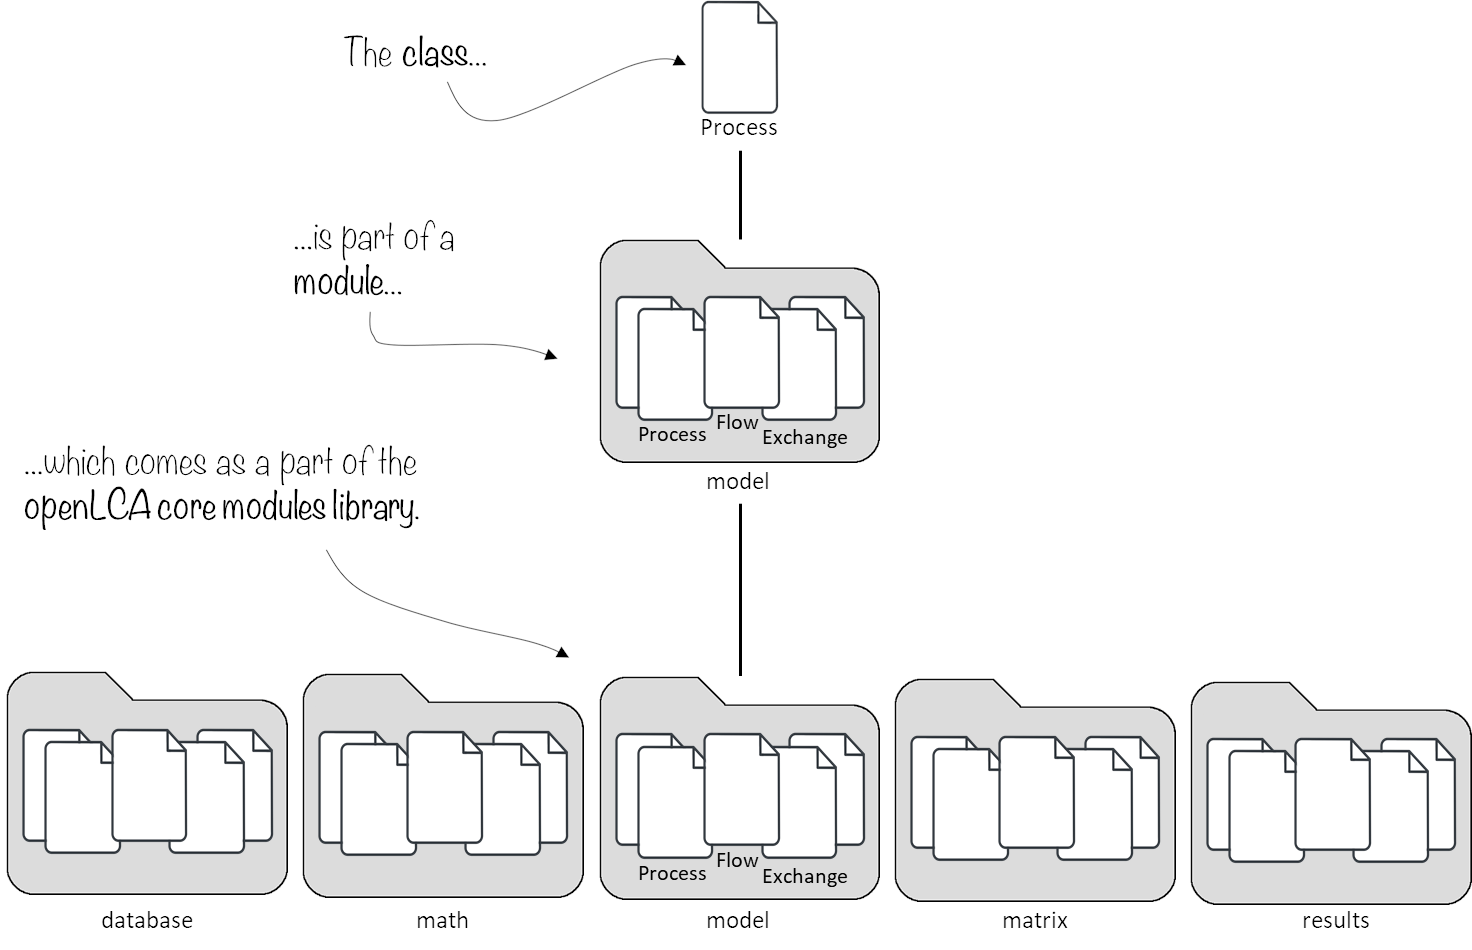 The class...
Process
...is part of a
module...
Process
Flow
Exchange
model
...which comes as a part of the
openLCA core modules library.
Process
Flow
Exchange
database
math
model
matrix
results